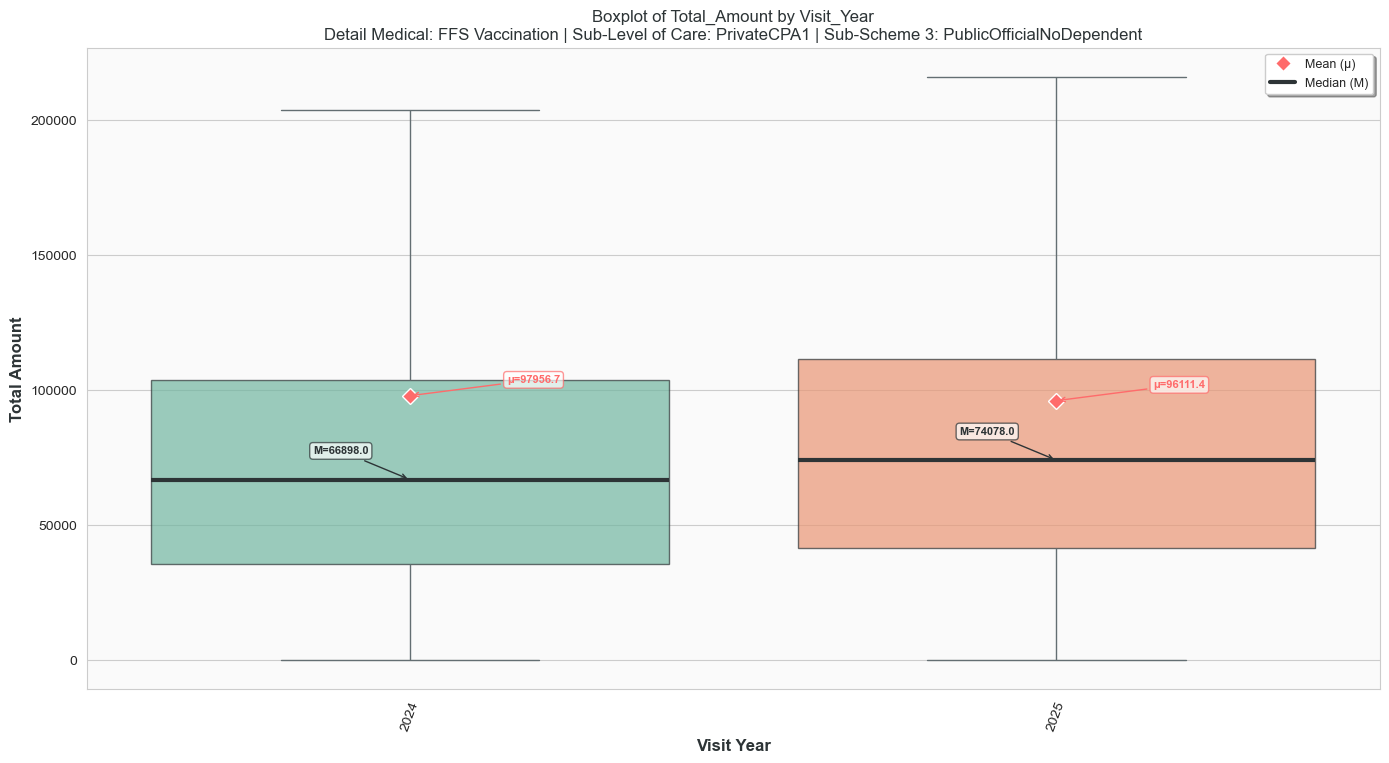 Boxplot of Total_Amount by Visit_Year
Detail Medical: FFS Vaccination | Sub-Level of Care: PrivateCPA1 | Sub-Scheme 3: PublicOfficialNoDependent
Mean (μ)
Median (M)
Total Amount
200000
150000
100000
50000
0
μ=97956.7
M=66898.0
μ=96111.4
M=74078.0
2024
2025
Visit Year